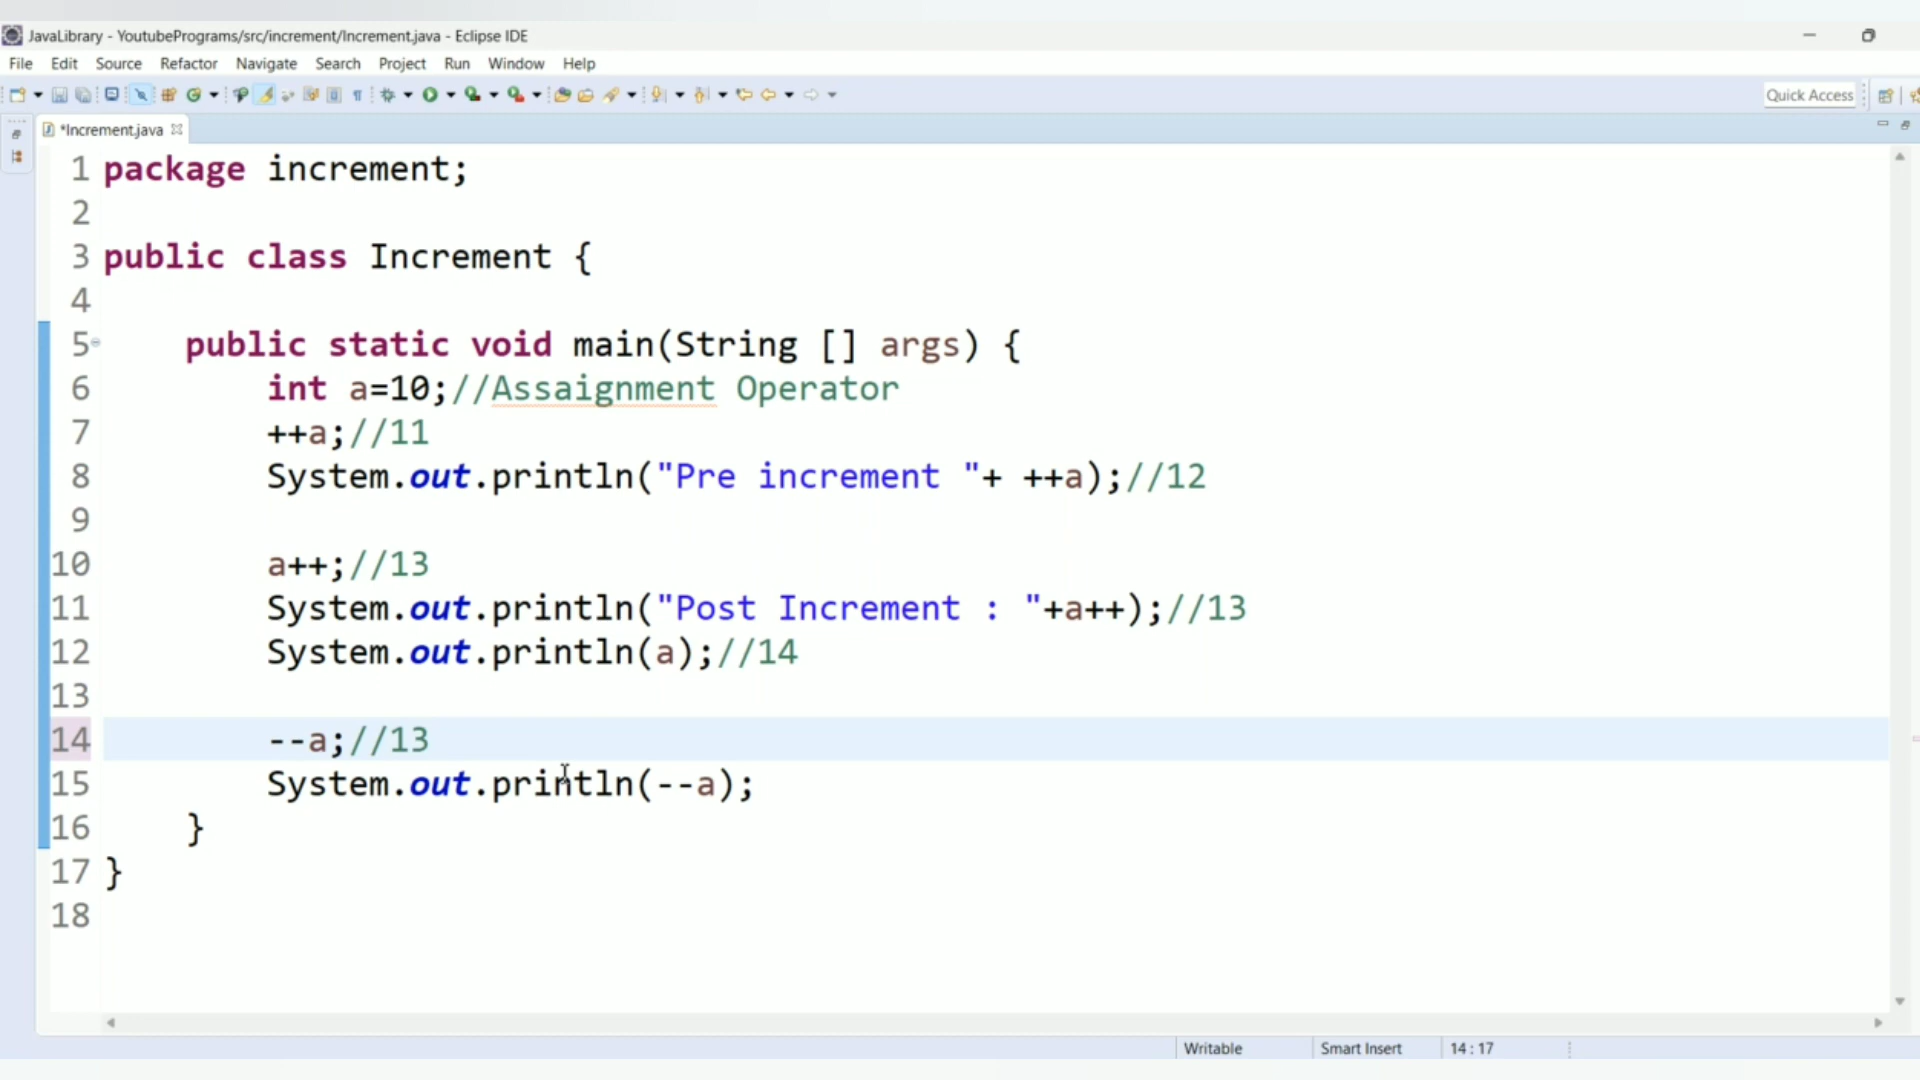 JavaLibrary - YoutubePrograms/src/increment/Increment.java - Eclipse IDE
File Edit Source Refactor Navigate Search Project Run Window Help
Quick Access
*Increment.java
1 package increment;
2
3 public class Increment {
4
5 public static void main(String [] args) {
6 int a=10;//Assaignment Operator
7 ++a;//11
8 System.out.println("Pre increment "+ ++a);//12
9
10 a++;//13
11 System.out.println("Post Increment : "+a++);//13
12 System.out.println(a);//14
13
14 --a;//13
15 System.out.println(--a);
16 }
17 }
18
Writable Smart Insert 14 : 17